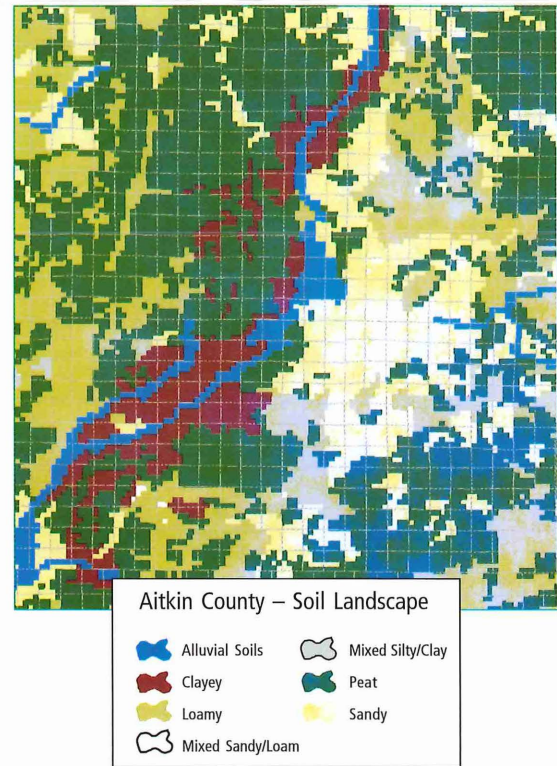 Aitkin County – Soil Landscape
Alluvial Soils
Clayey
Loamy
Mixed Sandy/Loam
Mixed Silty/Clay
Peat
Sandy